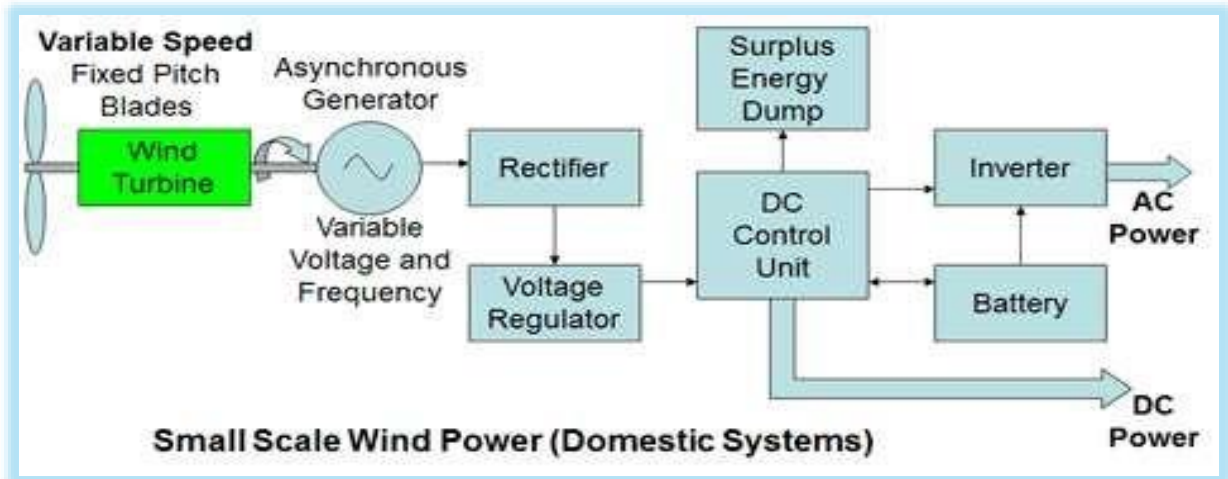 Variable Speed
Fixed Pitch
Blades
Wind
Turbine
Asynchronous
Generator
Variable
Voltage and
Frequency
Rectifier
Voltage
Regulator
Surplus
Energy
Dump
DC
Control
Unit
Inverter
Battery
AC
Power
DC
Power
Small Scale Wind Power (Domestic Systems)